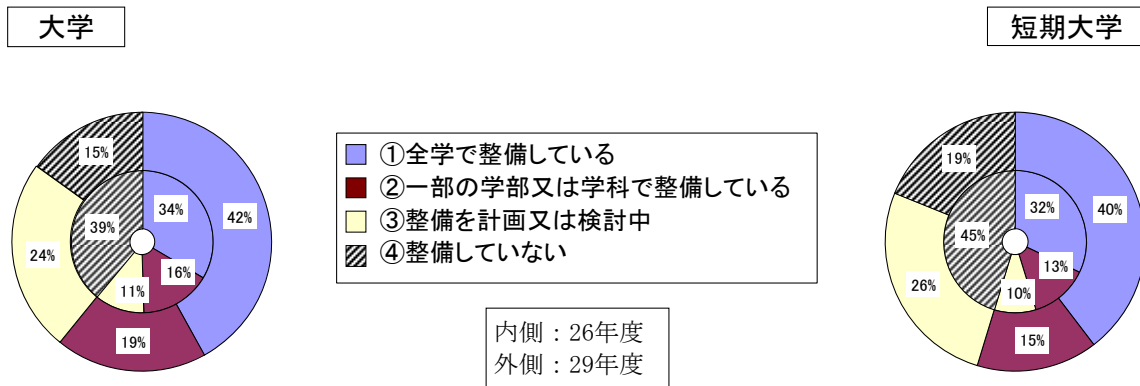 大学
短期大学
15%
34%
42%
39%
24%
16%
11%
19%
①全学で整備している
②一部の学部又は学科で整備している
③整備を計画又は検討中
④整備していない
内側：26年度
外側：29年度
19%
32%
40%
45%
13%
26%
10%
15%